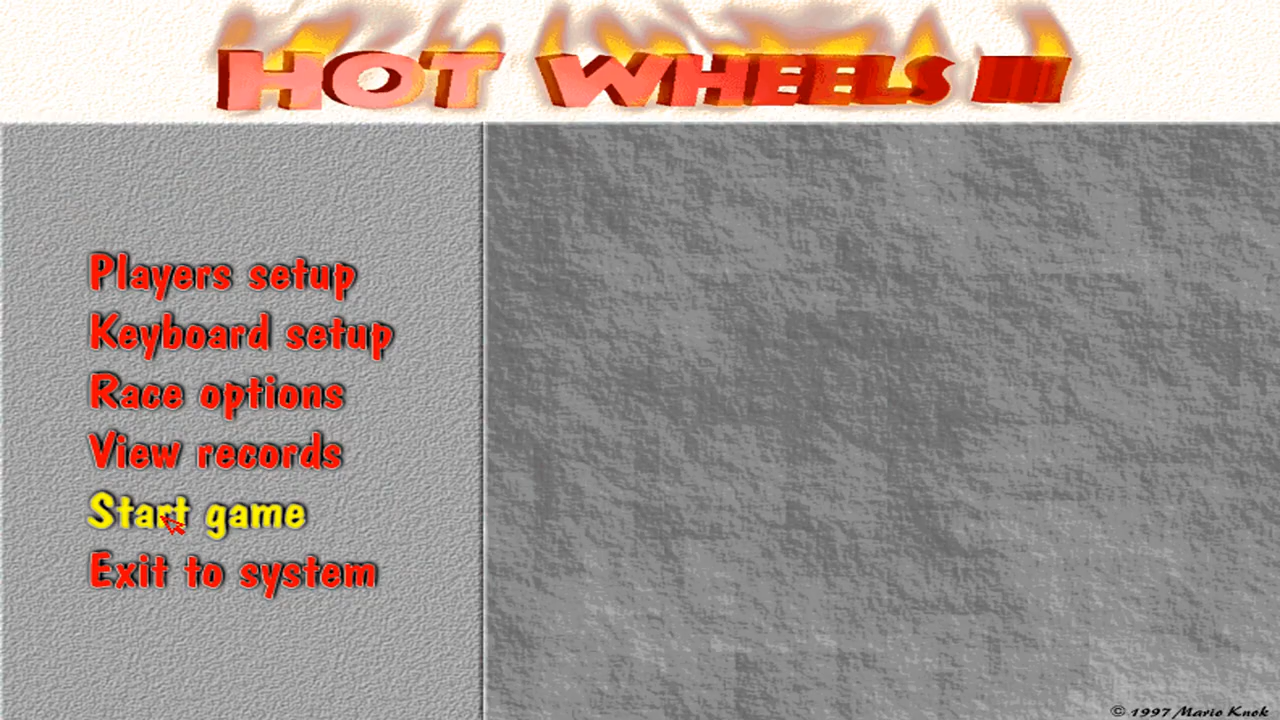 HOT WHEELS III
Players setup
Keyboard setup
Race options
View records
Start game
Exit to system
© 1997 Mario Knok